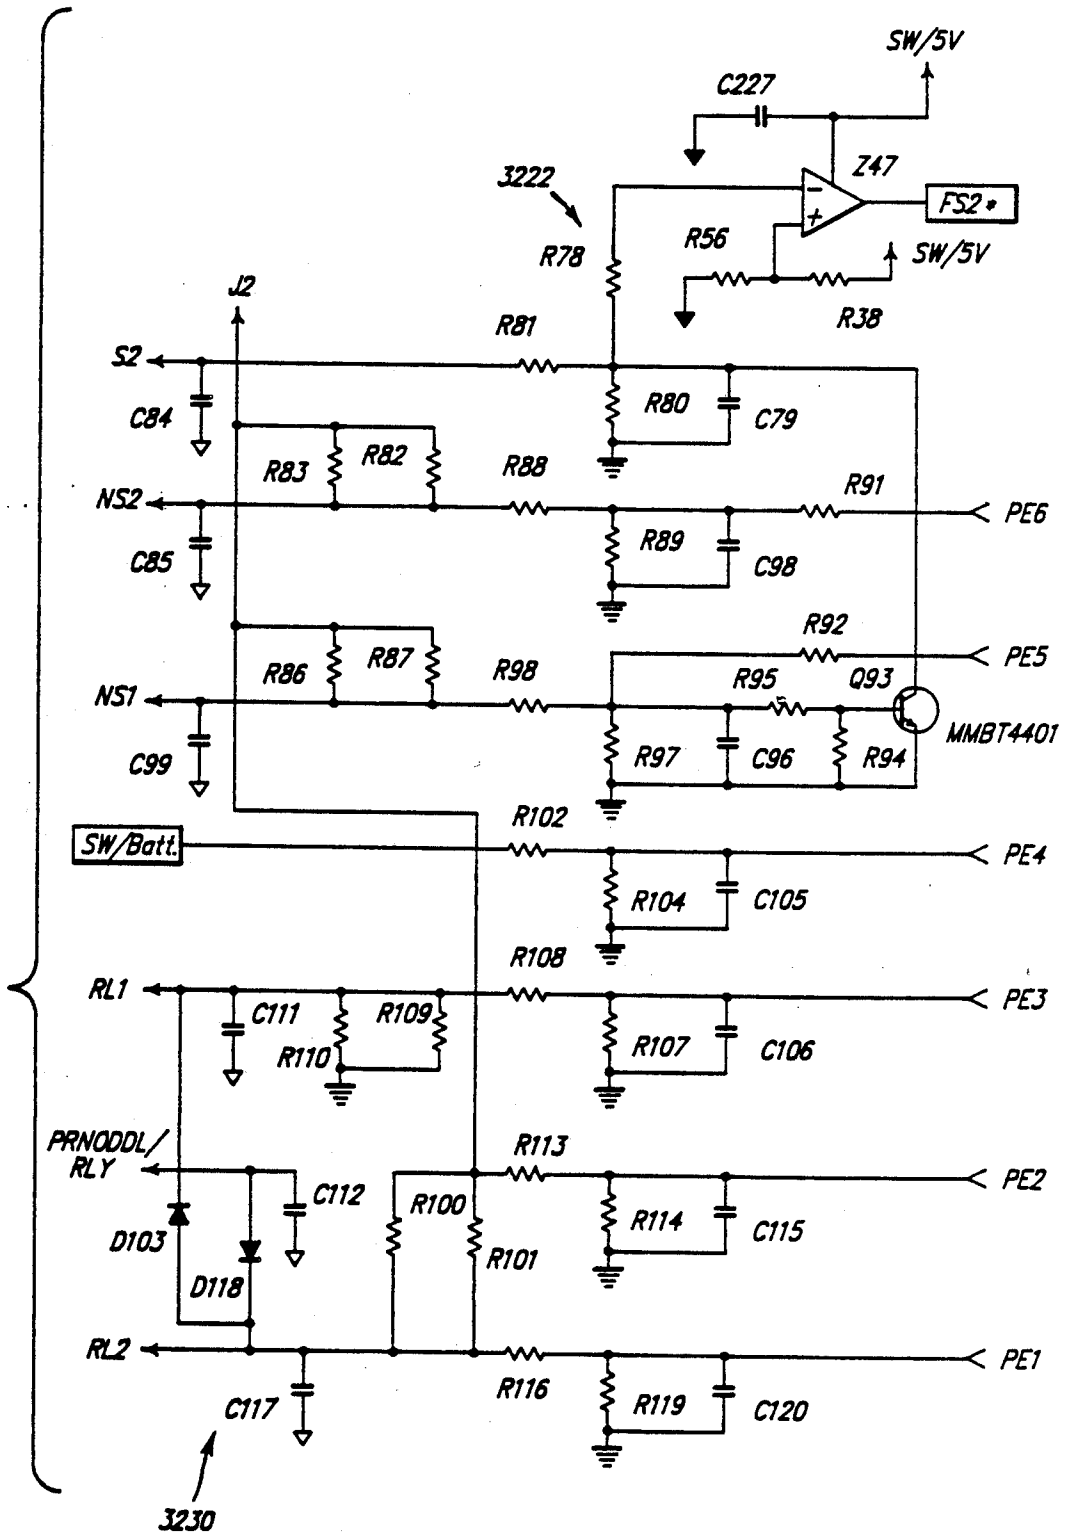 SW/5V
C227
Z47
3222
FS2*
R56
SW/5V
R78
J2
R38
R81
S2
C84
R80
C79
R83
R82
R88
R91
NS2
PE6
C85
R89
C98
R92
R86
R87
R98
PE5
R95
Q93
NS1
MMBT4401
C99
R97
C96
R94
R102
SW/Batt.
PE4
R104
C105
R108
RL1
C111
R109
PE3
R110
R107
C106
PRNODDL/
RLY
R113
C112
R100
PE2
D103
R114
C115
D118
R101
RL2
PE1
R116
C117
R119
C120
3230